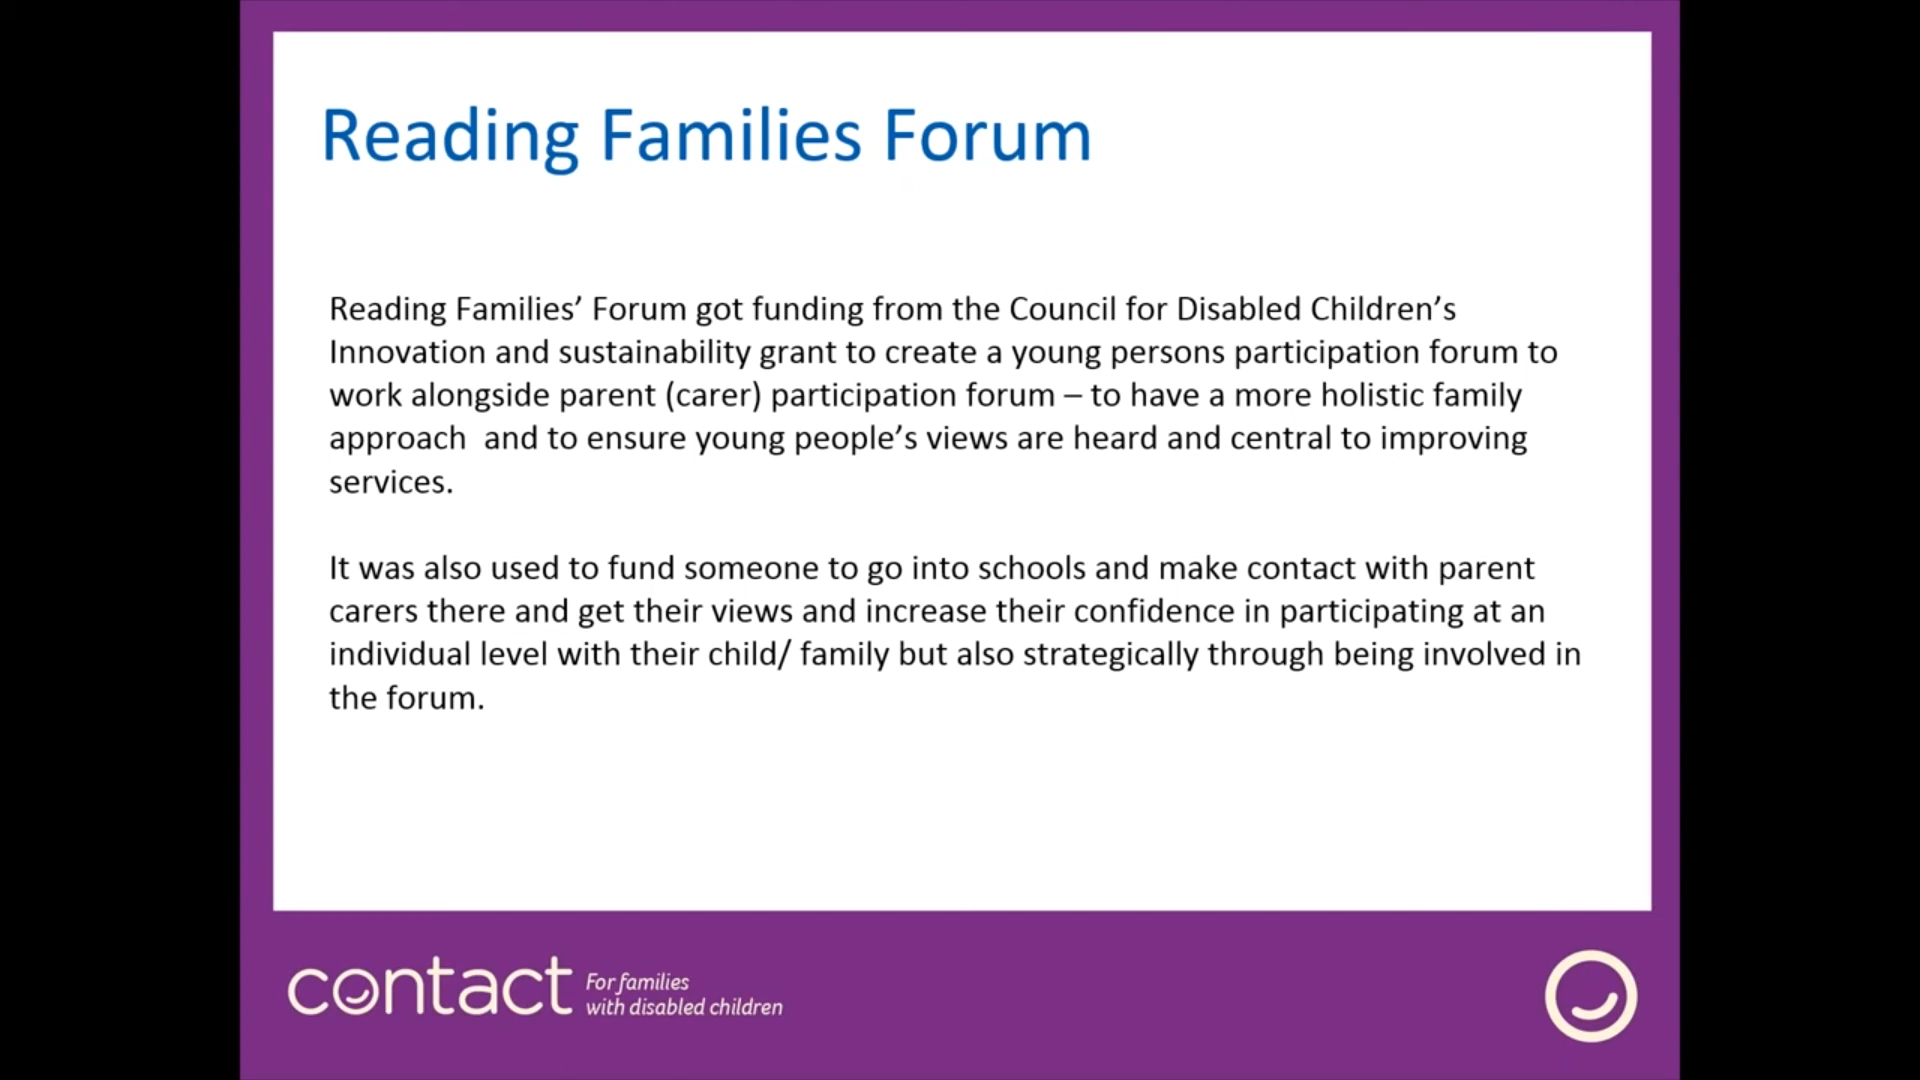 Reading Families Forum
Reading Families’ Forum got funding from the Council for Disabled Children’s
Innovation and sustainability grant to create a young persons participation forum to
work alongside parent (carer) participation forum – to have a more holistic family
approach  and to ensure young people’s views are heard and central to improving
services.
It was also used to fund someone to go into schools and make contact with parent
carers there and get their views and increase their confidence in participating at an
individual level with their child/ family but also strategically through being involved in
the forum.
contact
For families
with disabled children